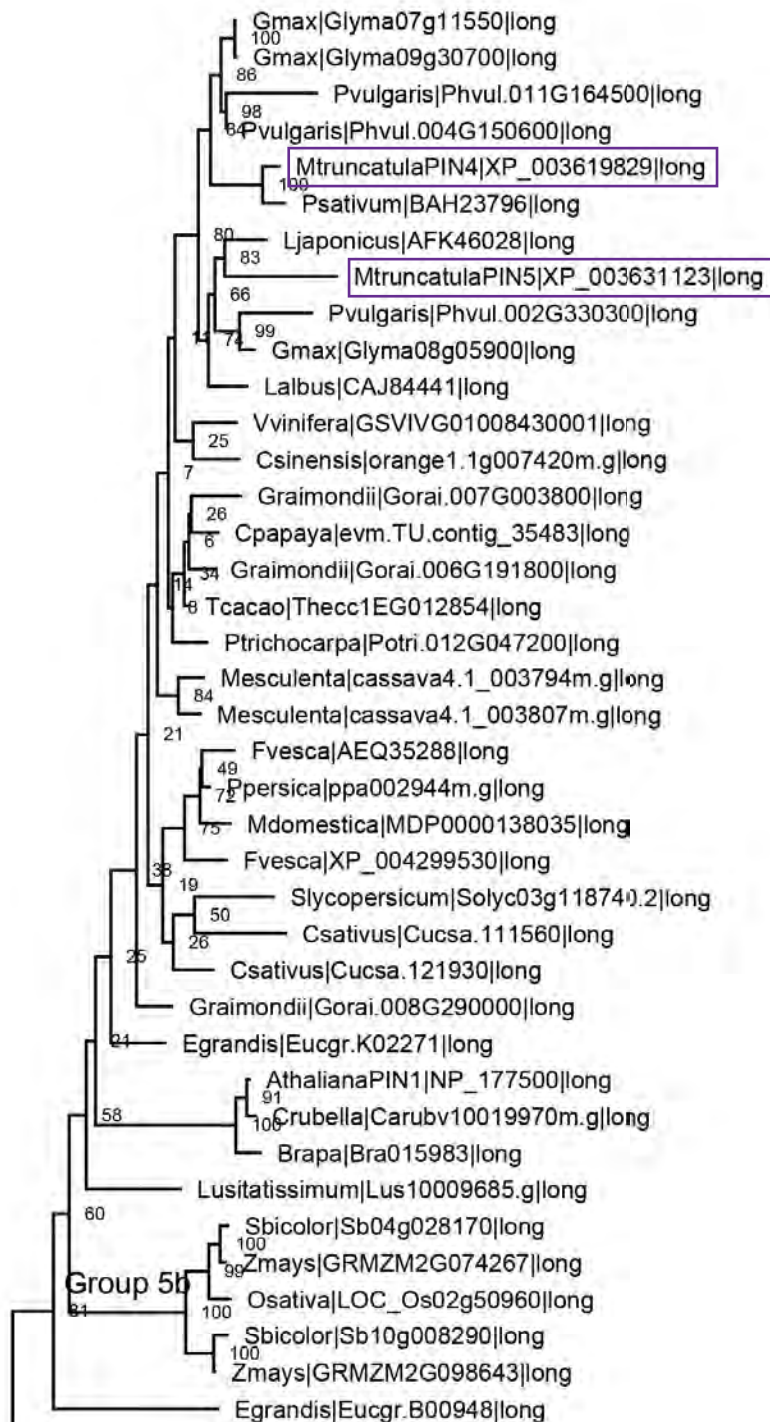 Gmax|Glyma07g11550|long
100
Gmax|Glyma09g30700|long
86
Pvulgaris|Phvul.011G164500|long
98
84
Pvulgaris|Phvul.004G150600|long
MtruncatulaPIN4|XP_003619829|long
100
Psativum|BAH23796|long
80
Ljaponicus|AFK46028|long
83
MtruncatulaPIN5|XP_003631123|long
66
Pvulgaris|Phvul.002G330300|long
74
99
Gmax|Glyma08g05900|long
Lalbus|CAJ84441|long
Vvinifera|GSVIVG01008430001|long
25
Csinensis|orange1.1g007420m.g|long
7
Graimondii|Gorai.007G003800|long
26
Cpapaya|evm.TU.contig_35483|long
6
Graimondii|Gorai.006G191800|long
14
34
8
Tcacao|Thecc1EG012854|long
Ptrichocarpa|Potri.012G047200|long
Mesculenta|cassava4.1_003794m.g|long
84
Mesculenta|cassava4.1_003807m.g|long
21
Fvesca|AEQ35288|long
49
Ppersica|ppa002944m.g|long
72
Mdomestica|MDP0000138035|long
75
Fvesca|XP_004299530|long
38
19
Slycopersicum|Solyc03g118740.2|long
50
Csativus|Cucsa.111560|long
26
25
Csativus|Cucsa.121930|long
Graimondii|Gorai.008G290000|long
21
Egrandis|Eucgr.K02271|long
AthalianaPIN1|NP_177500|long
91
58
100
Crubella|Carubv10019970m.g|long
Brapa|Bra015983|long
Lusitatissimum|Lus10009685.g|long
60
Sbicolor|Sb04g028170|long
100
99
Zmays|GRMZM2G074267|long
Group 5b
81
100
Osativa|LOC_Os02g50960|long
Sbicolor|Sb10g008290|long
100
Zmays|GRMZM2G098643|long
Egrandis|Eucgr.B00948|long